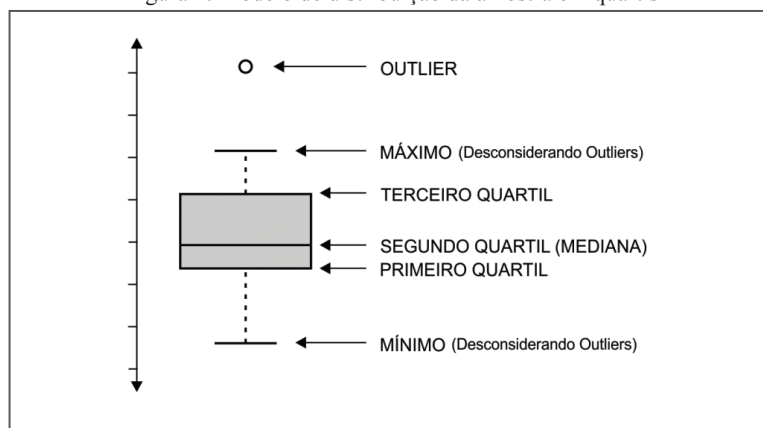 OUTLIER
MÁXIMO (Desconsiderando Outliers)
TERCEIRO QUARTIL
SEGUNDO QUARTIL (MEDIANA)
PRIMEIRO QUARTIL
MÍNIMO (Desconsiderando Outliers)